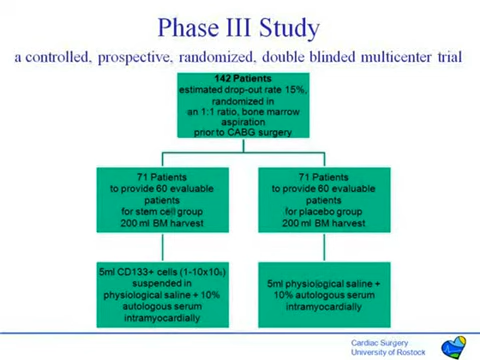 Phase III Study
a controlled, prospective, randomized, double blinded multicenter trial
142 Patients
estimated drop-out rate 15%,
randomized in
an 1:1 ratio, bone marrow
aspiration
prior to CABG surgery
71 Patients
to provide 60 evaluable
patients
for stem cell group
200 ml BM harvest
71 Patients
to provide 60 evaluable
patients
for placebo group
200 ml BM harvest
5ml CD133+ cells (1-10x10₆)
suspended in
physiological saline + 10%
autologous serum
intramyocardially
5ml physiological saline +
10% autologous serum
intramyocardially
Cardiac Surgery
University of Rostock